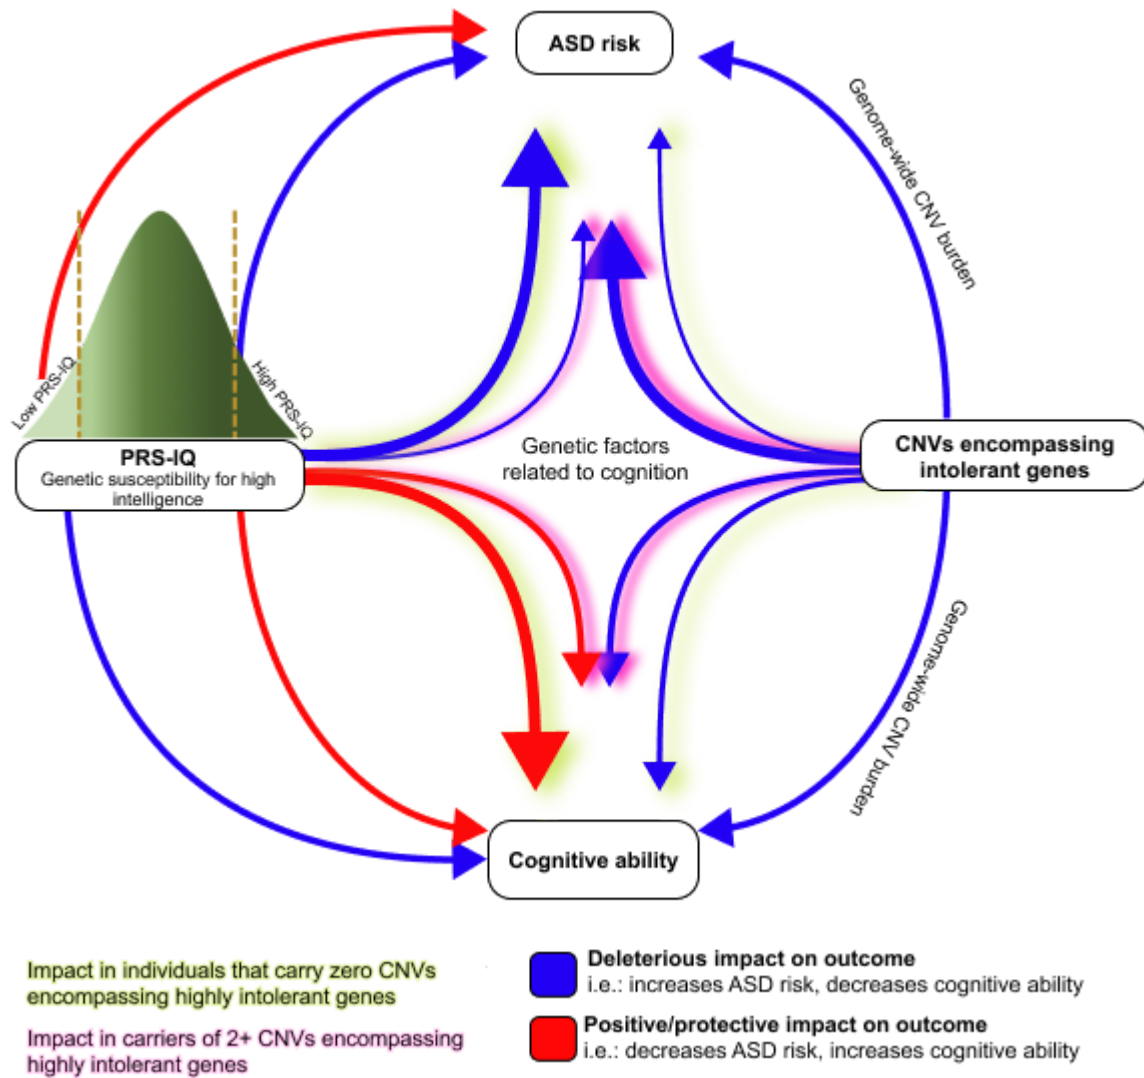 ASD risk
Genome-wide CNV burden
Low PRS-IQ
High PRS-IQ
PRS-IQ
Genetic susceptibility for high
intelligence
Genetic factors
related to cognition
CNVs encompassing
intolerant genes
Genome-wide CNV burden
Cognitive ability
Impact in individuals that carry zero CNVs
encompassing highly intolerant genes
Impact in carriers of 2+ CNVs encompassing
highly intolerant genes
Deleterious impact on outcome
i.e.: increases ASD risk, decreases cognitive ability
Positive/protective impact on outcome
i.e.: decreases ASD risk, increases cognitive ability